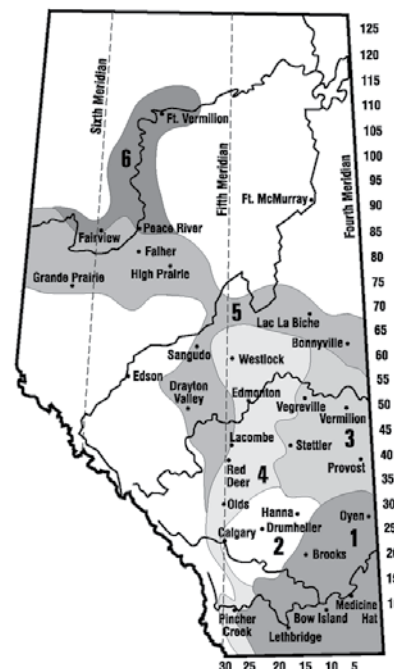 125
120
115
110
105
100
95
90
85
80
75
70
65
60
55
50
45
40
35
30
25
20
15
Sixth Meridian
Fifth Meridian
Fourth Meridian
Ft. Vermilion
6
Ft. McMurray
Peace River
Fairview
Falher
High Prairie
Grande Prairie
5
Lac La Biche
Bonnyville
Sangudo
Westlock
Edson
Drayton
Valley
Edmonton
Vegreville
Vermilion
3
Lacombe
Stettler
Provost
Red
Deer
4
Olds
Hanna
Oyen
Calgary
Drumheller
2
1
Brooks
Pincher
Creek
Bow Island
Medicine
Hat
Lethbridge
30 25 20 15 10 5